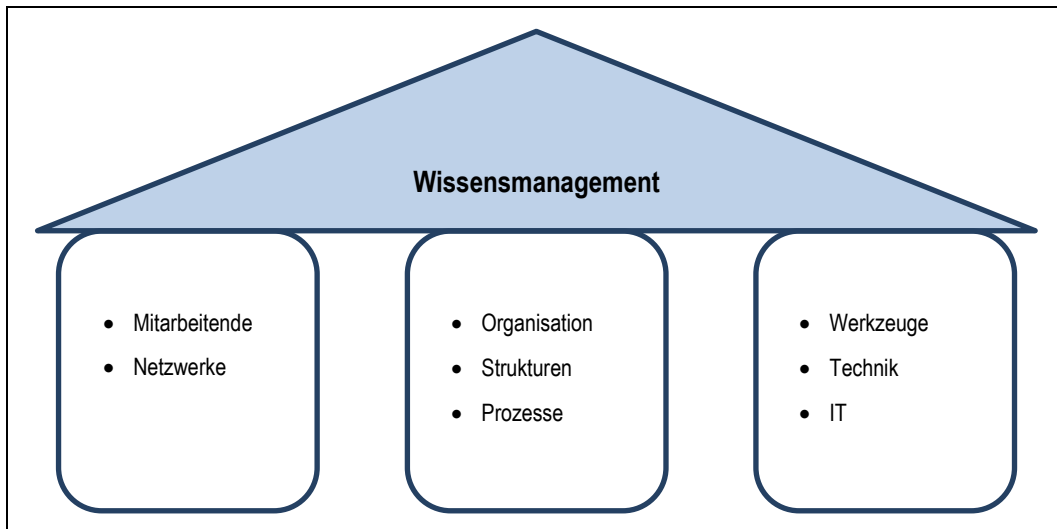 Wissensmanagement
• Mitarbeitende
• Netzwerke
• Organisation
• Strukturen
• Prozesse
• Werkzeuge
• Technik
• IT